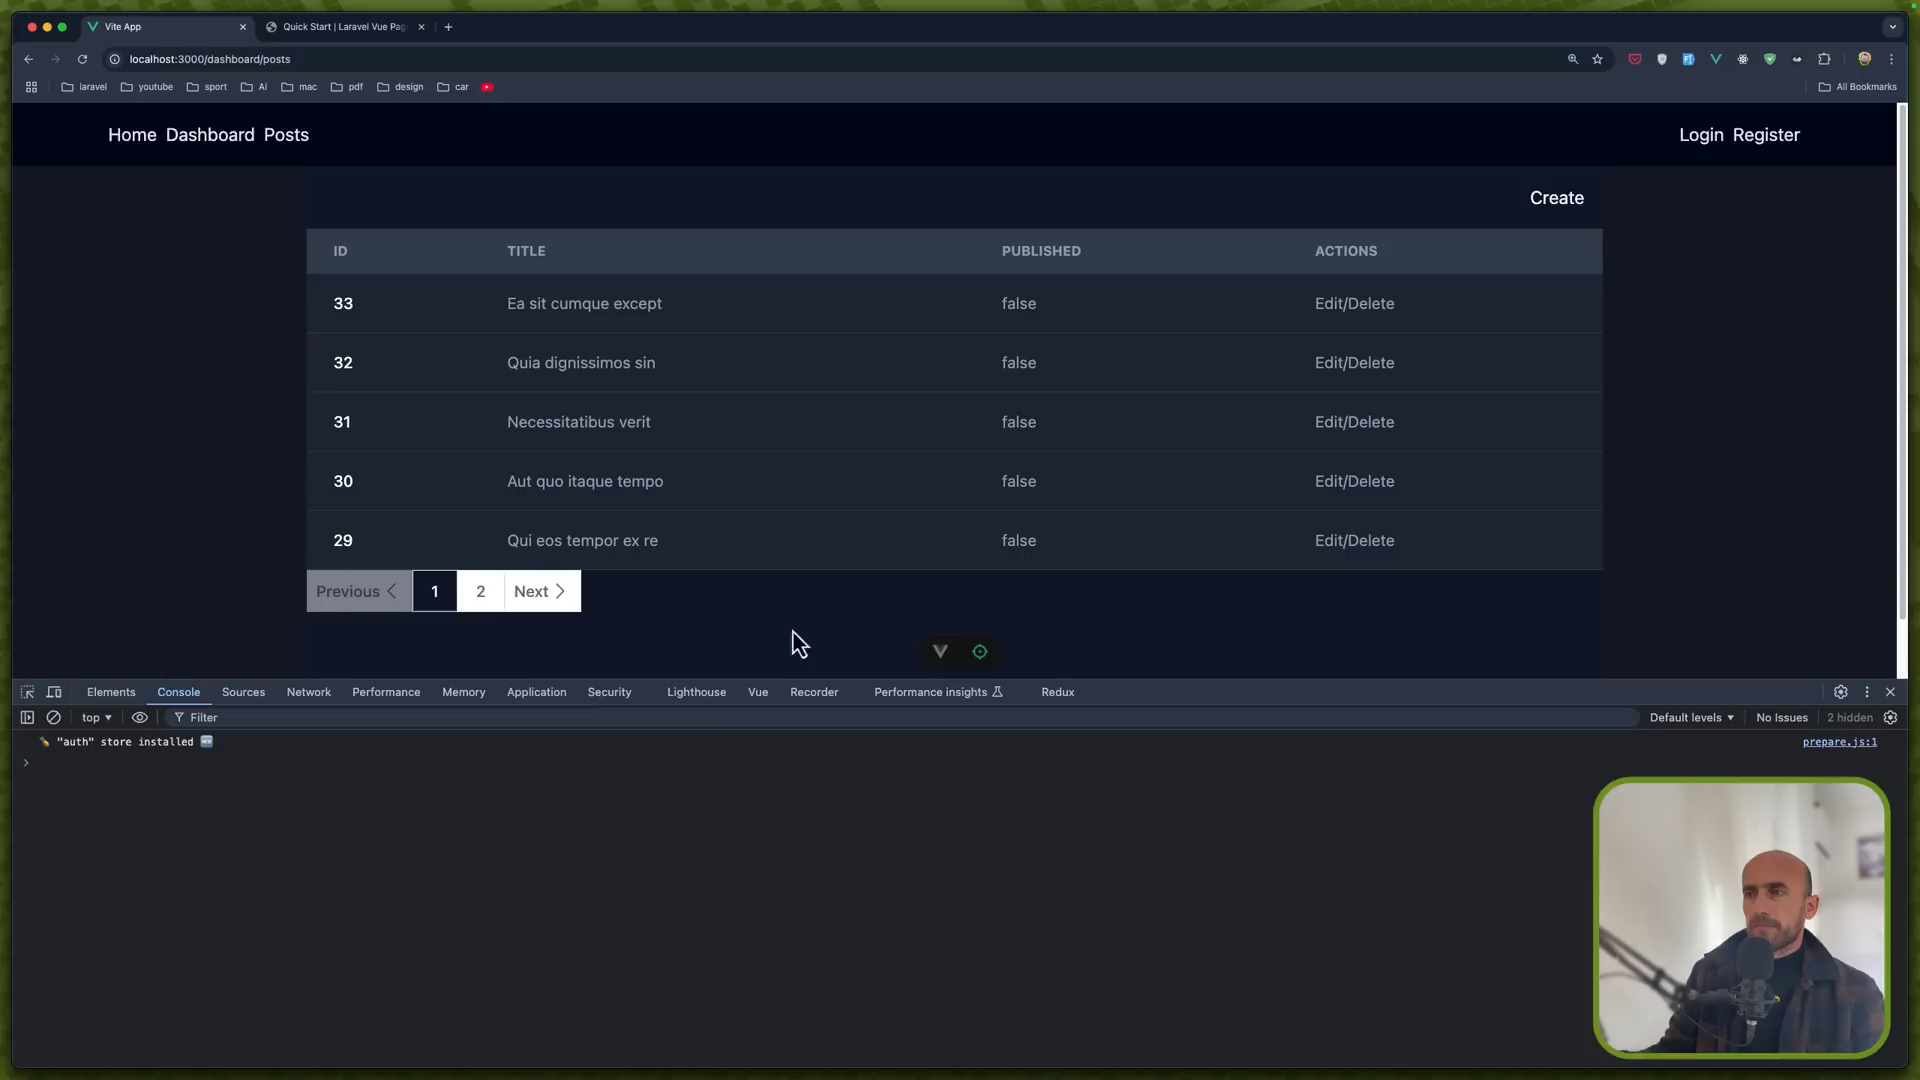 Vite App
Quick Start | Laravel Vue Pag
localhost:3000/dashboard/posts
laravel youtube sport AI mac pdf design car All Bookmarks
Home Dashboard Posts Login Register
Create
ID TITLE PUBLISHED ACTIONS
33 Ea sit cumque except false Edit/Delete
32 Quia dignissimos sin false Edit/Delete
31 Necessitatibus verit false Edit/Delete
30 Aut quo itaque tempo false Edit/Delete
29 Qui eos tempor ex re false Edit/Delete
Previous 1 2 Next
Elements Console Sources Network Performance Memory Application Security Lighthouse Vue Recorder Performance insights Redux
top Filter Default levels No Issues 2 hidden
"auth" store installed prepare.js:1